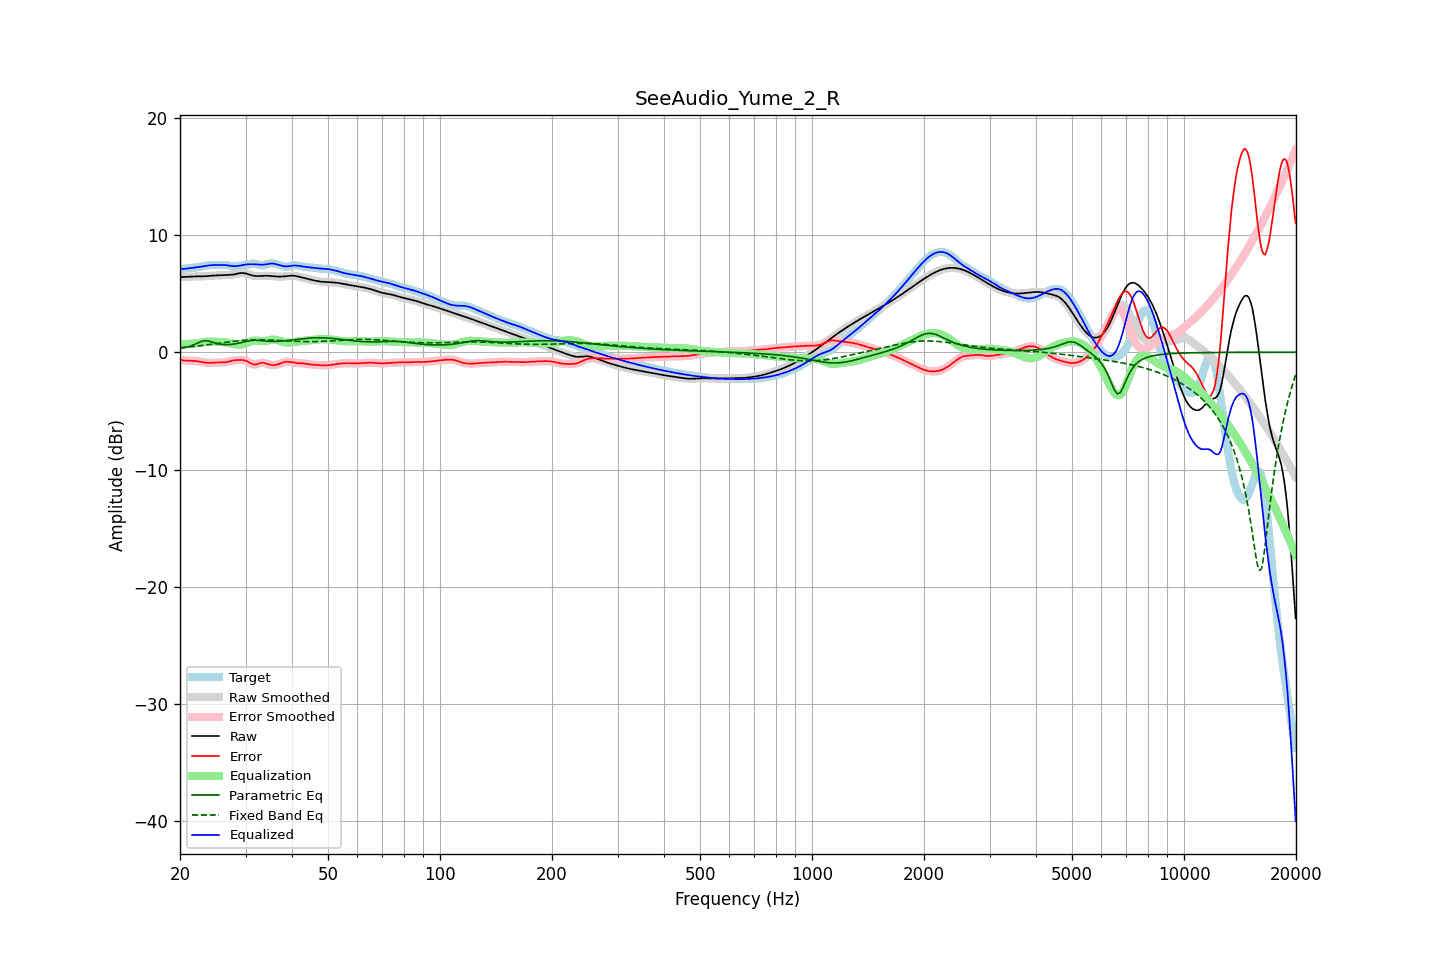 SeeAudio_Yume_2_R
20
10
0
−10
−20
−30
−40
Amplitude (dBr)
Target
Raw Smoothed
Error Smoothed
Raw
Error
Equalization
Parametric Eq
Fixed Band Eq
Equalized
20 50 100 200 500 1000 2000 5000 10000 20000
Frequency (Hz)